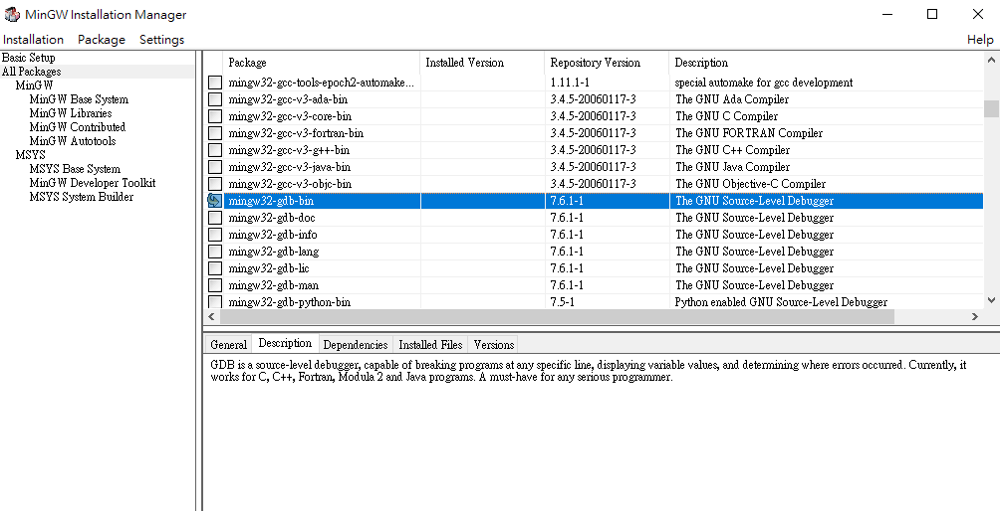 MinGW Installation Manager
Installation Package Settings Help
Basic Setup
All Packages
MinGW
MinGW Base System
MinGW Libraries
MinGW Contributed
MinGW Autotools
MSYS
MSYS Base System
MinGW Developer Toolkit
MSYS System Builder
Package Installed Version Repository Version Description
mingw32-gcc-tools-epoch2-automake... 1.11.1-1 special automake for gcc development
mingw32-gcc-v3-ada-bin 3.4.5-20060117-3 The GNU Ada Compiler
mingw32-gcc-v3-core-bin 3.4.5-20060117-3 The GNU C Compiler
mingw32-gcc-v3-fortran-bin 3.4.5-20060117-3 The GNU FORTRAN Compiler
mingw32-gcc-v3-g++-bin 3.4.5-20060117-3 The GNU C++ Compiler
mingw32-gcc-v3-java-bin 3.4.5-20060117-3 The GNU Java Compiler
mingw32-gcc-v3-objc-bin 3.4.5-20060117-3 The GNU Objective-C Compiler
mingw32-gdb-bin 7.6.1-1 The GNU Source-Level Debugger
mingw32-gdb-doc 7.6.1-1 The GNU Source-Level Debugger
mingw32-gdb-info 7.6.1-1 The GNU Source-Level Debugger
mingw32-gdb-lang 7.6.1-1 The GNU Source-Level Debugger
mingw32-gdb-lic 7.6.1-1 The GNU Source-Level Debugger
mingw32-gdb-man 7.6.1-1 The GNU Source-Level Debugger
mingw32-gdb-python-bin 7.5-1 Python enabled GNU Source-Level Debugger
General Description Dependencies Installed Files Versions
GDB is a source-level debugger, capable of breaking programs at any specific line, displaying variable values, and determining where errors occurred. Currently, it
works for C, C++, Fortran, Modula 2 and Java programs. A must-have for any serious programmer.